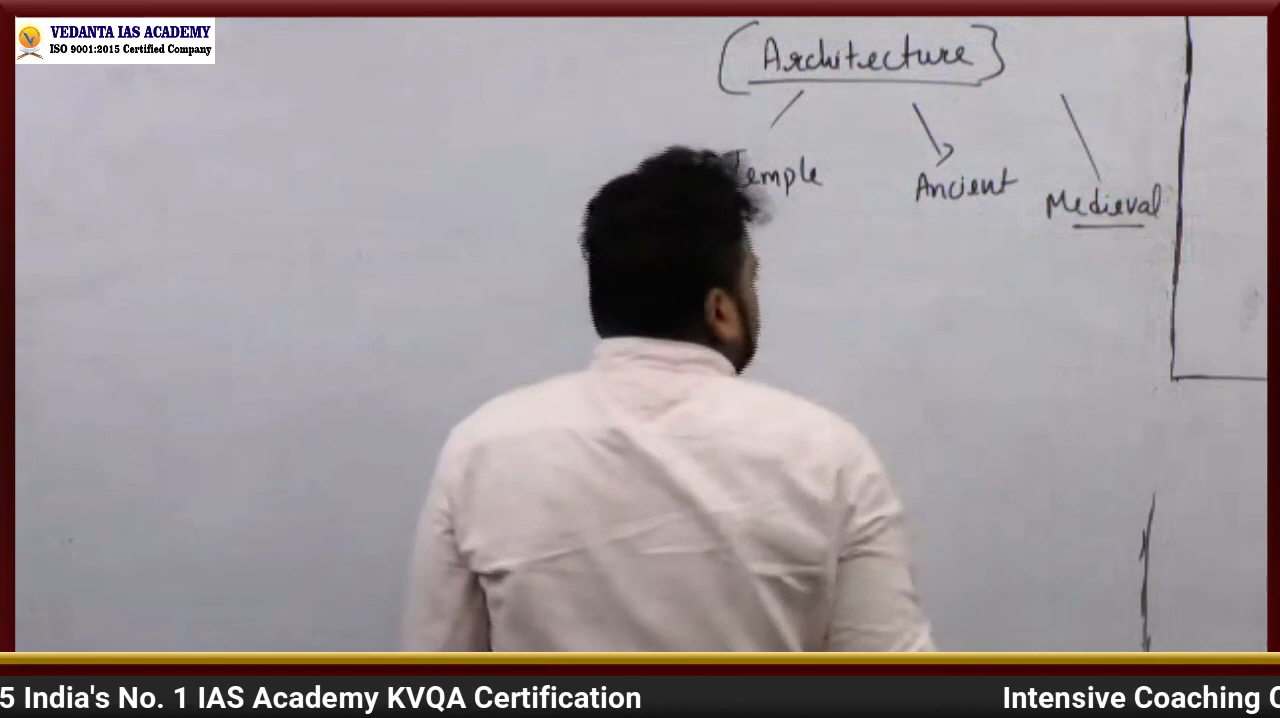 VEDANTA IAS ACADEMY
ISO 9001:2015 Certified Company
Architecture
Temple
Ancient
Medieval
5 India's No. 1 IAS Academy KVQA Certification
Intensive Coaching